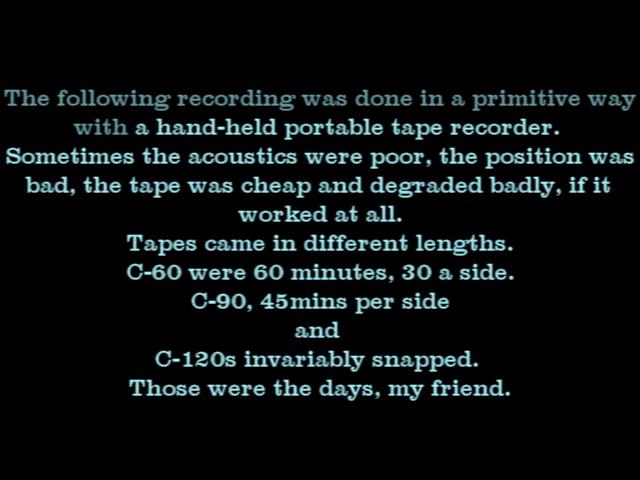 The following recording was done in a primitive way
with a hand-held portable tape recorder.
Sometimes the acoustics were poor, the position was
bad, the tape was cheap and degraded badly, if it
worked at all.
Tapes came in different lengths.
C-60 were 60 minutes, 30 a side.
C-90, 45mins per side
and
C-120s invariably snapped.
Those were the days, my friend.